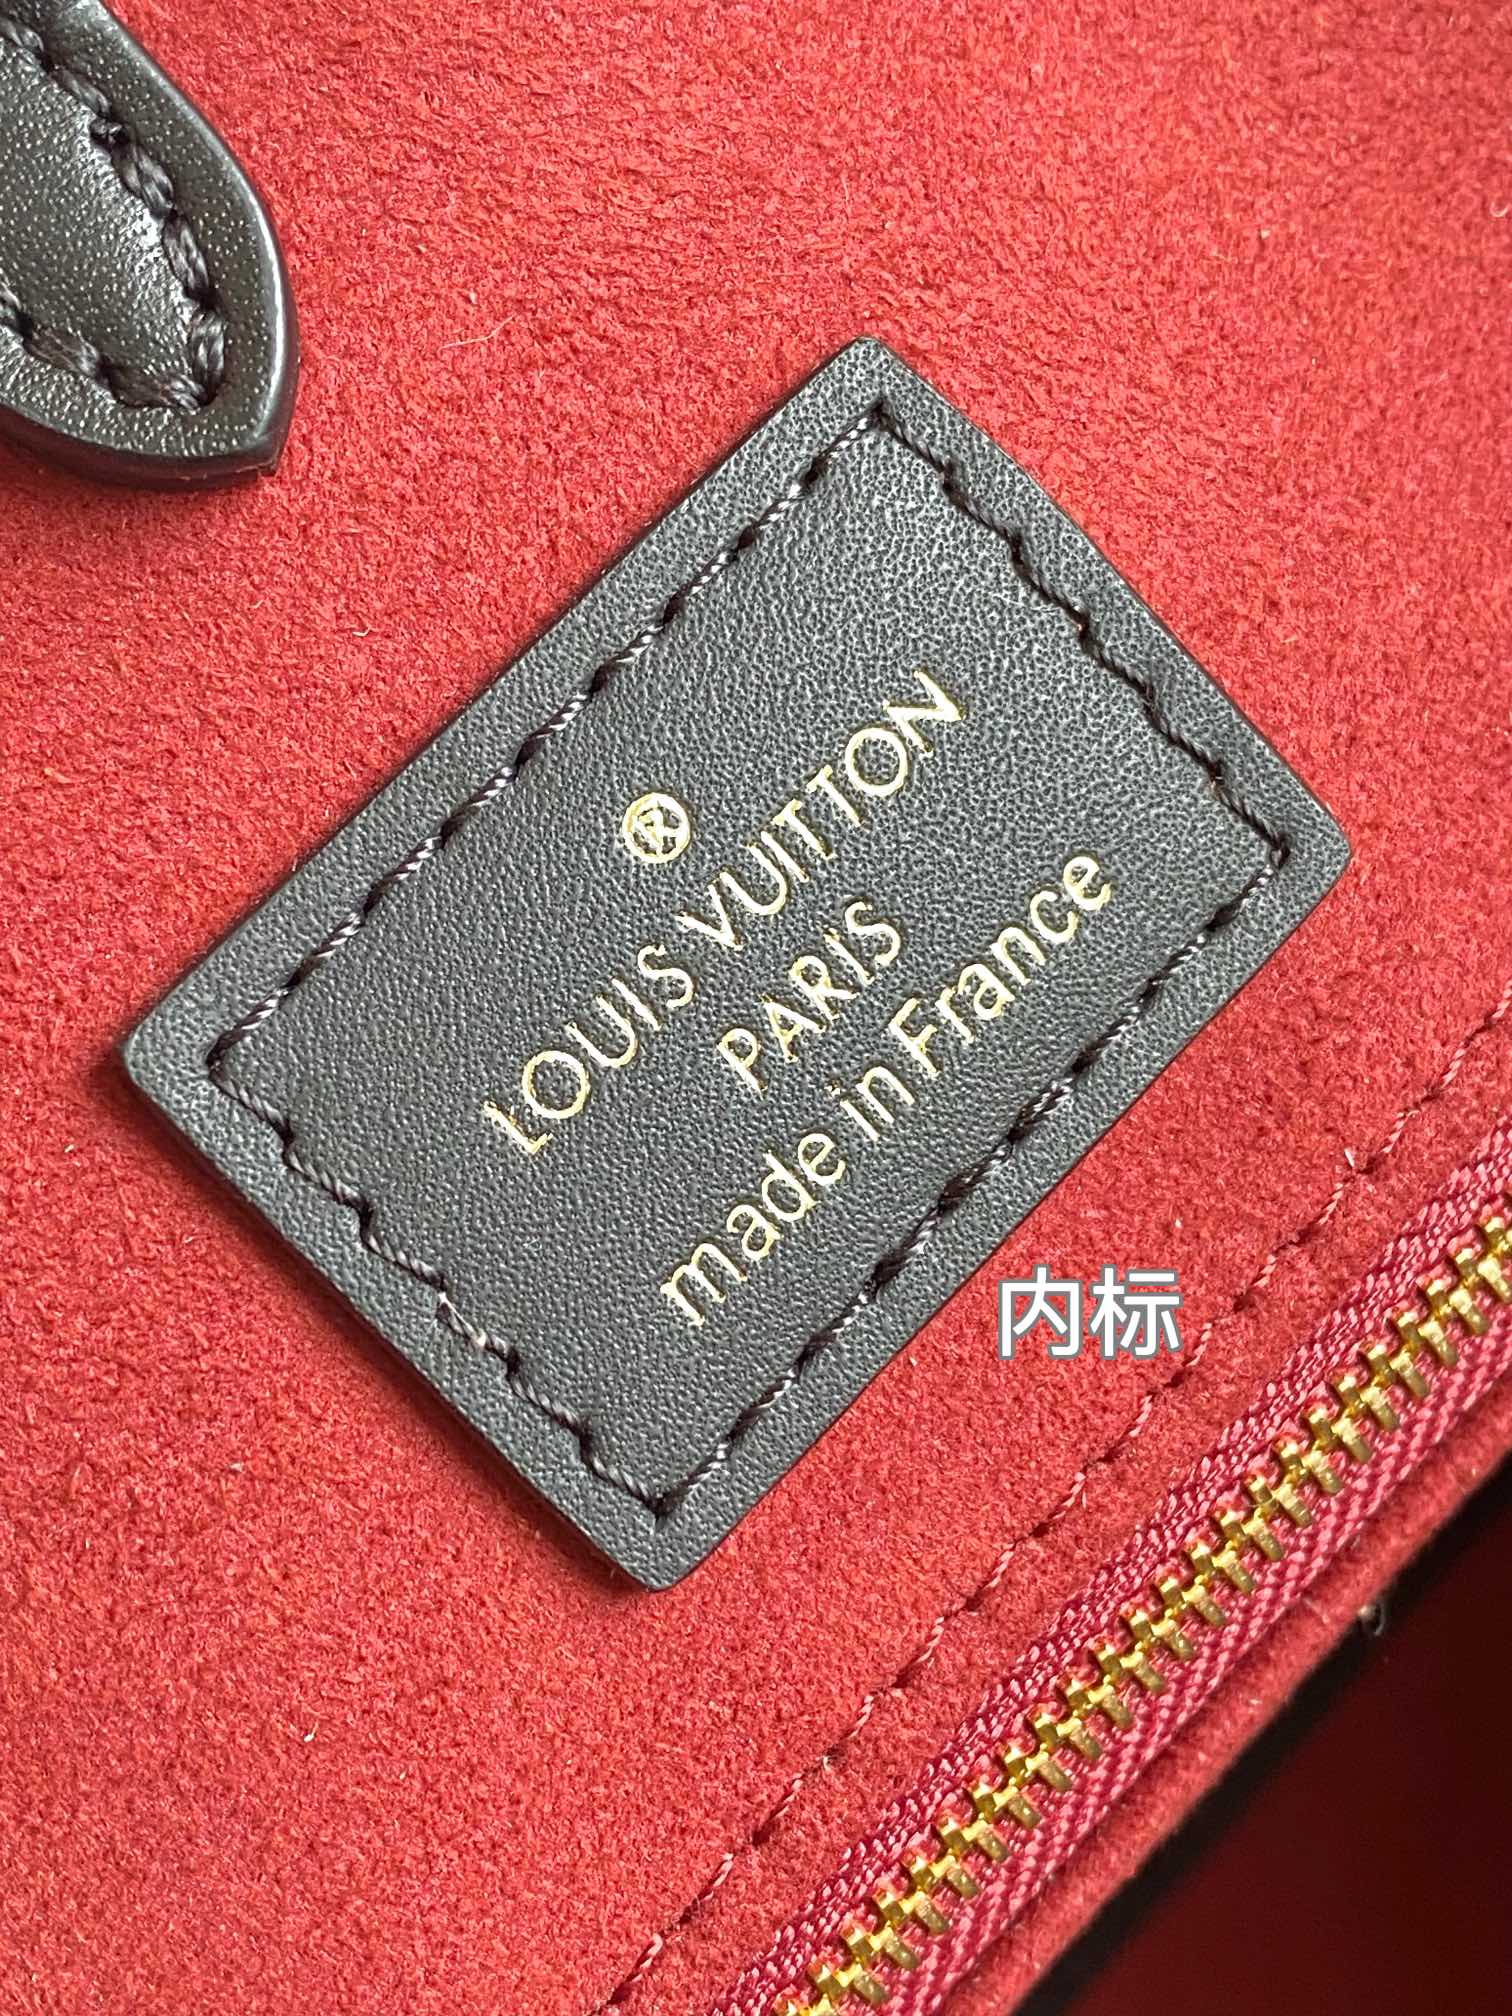 ®
LOUIS VUITTON
PARIS
made in France
内标